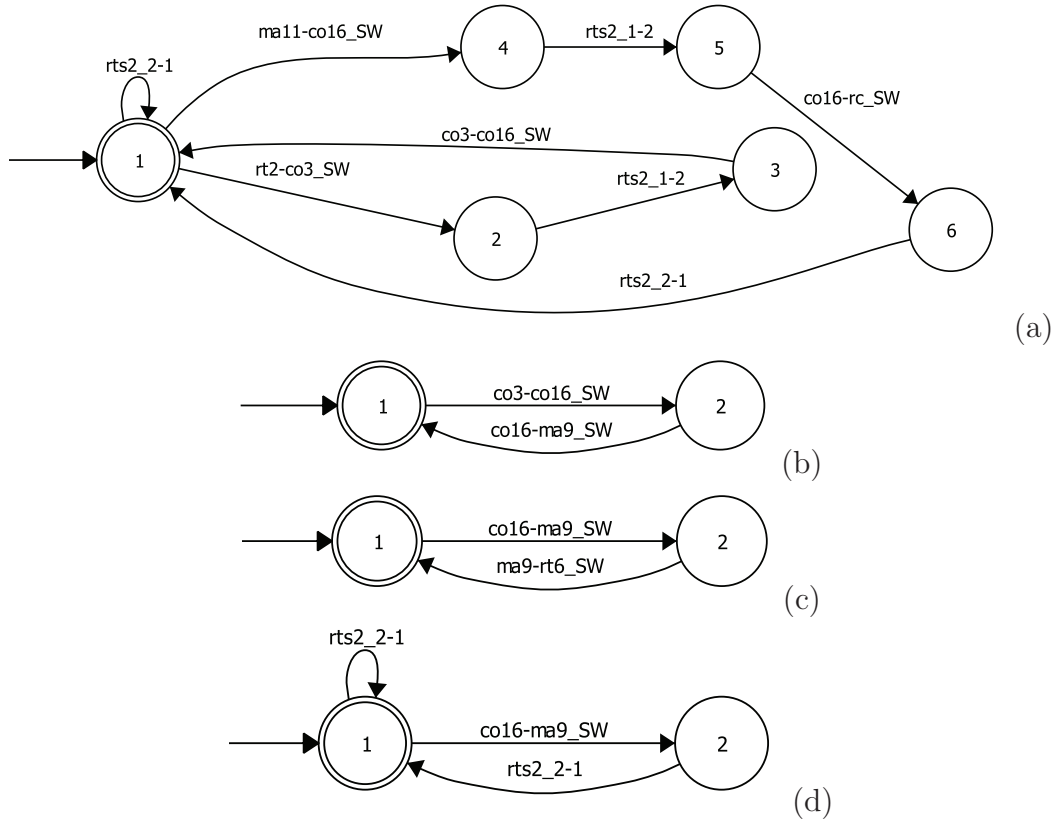 ma11-co16_SW
4
rts2_1-2
5
rts2_2-1
co16-rc_SW
1
co3-co16_SW
rt2-co3_SW
rts2_1-2
3
2
6
rts2_2-1
(a)
1
co3-co16_SW
2
co16-ma9_SW
(b)
1
co16-ma9_SW
2
ma9-rt6_SW
(c)
rts2_2-1
1
co16-ma9_SW
2
rts2_2-1
(d)